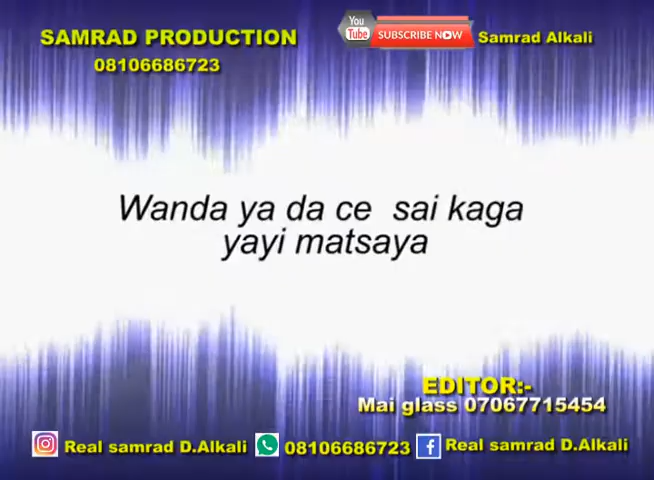 SAMRAD PRODUCTION
08106686723
You
Tube
SUBSCRIBE NOW
Samrad Alkali
Wanda ya da ce sai kaga
yayi matsaya
EDITOR:-
Mai glass 07067715454
Real samrad D.Alkali
08106686723
Real samrad D.Alkali